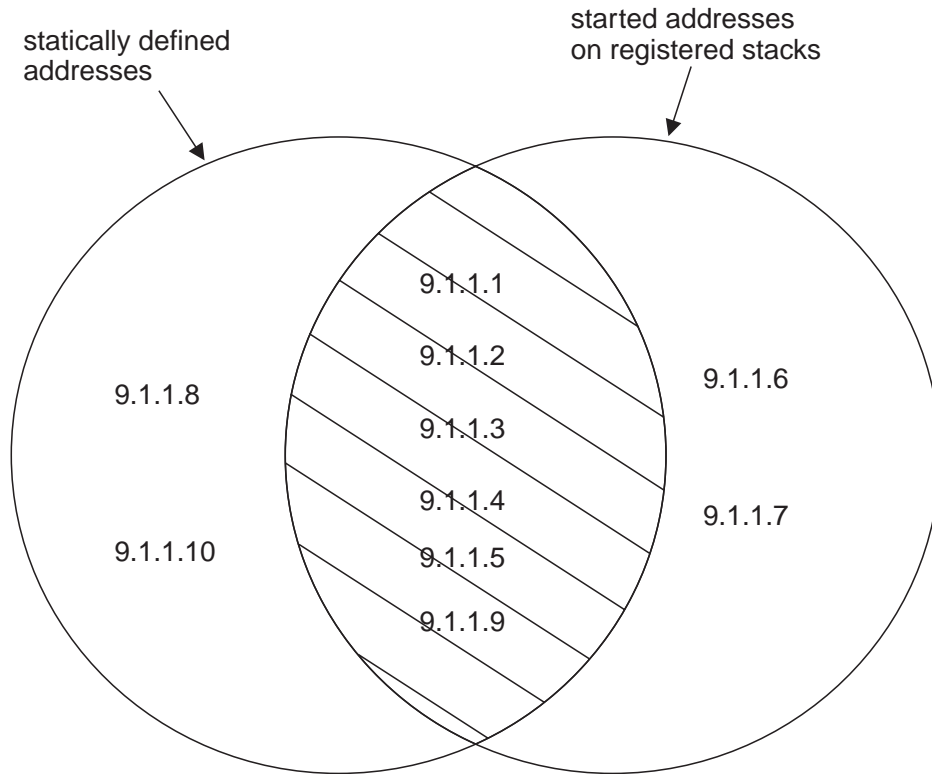 statically defined
addresses
started addresses
on registered stacks
9.1.1.8
9.1.1.10
9.1.1.1
9.1.1.2
9.1.1.3
9.1.1.4
9.1.1.5
9.1.1.9
9.1.1.6
9.1.1.7